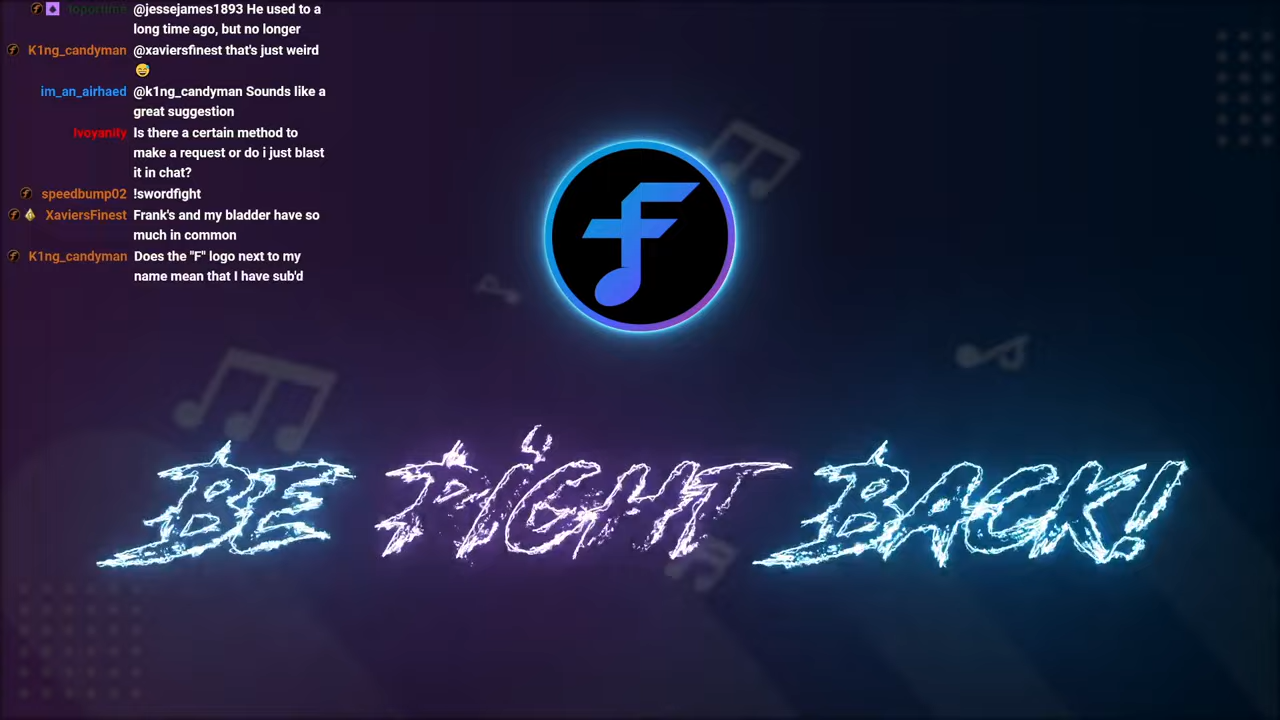 loportime @jessejames1893 He used to a
long time ago, but no longer
K1ng_candyman @xaviersfinest that's just weird
😅
im_an_airhaed @k1ng_candyman Sounds like a
great suggestion
Ivoyanity Is there a certain method to
make a request or do i just blast
it in chat?
speedbump02 !swordfight
XaviersFinest Frank's and my bladder have so
much in common
K1ng_candyman Does the "F" logo next to my
name mean that I have sub'd
F
BE RIGHT BACK!